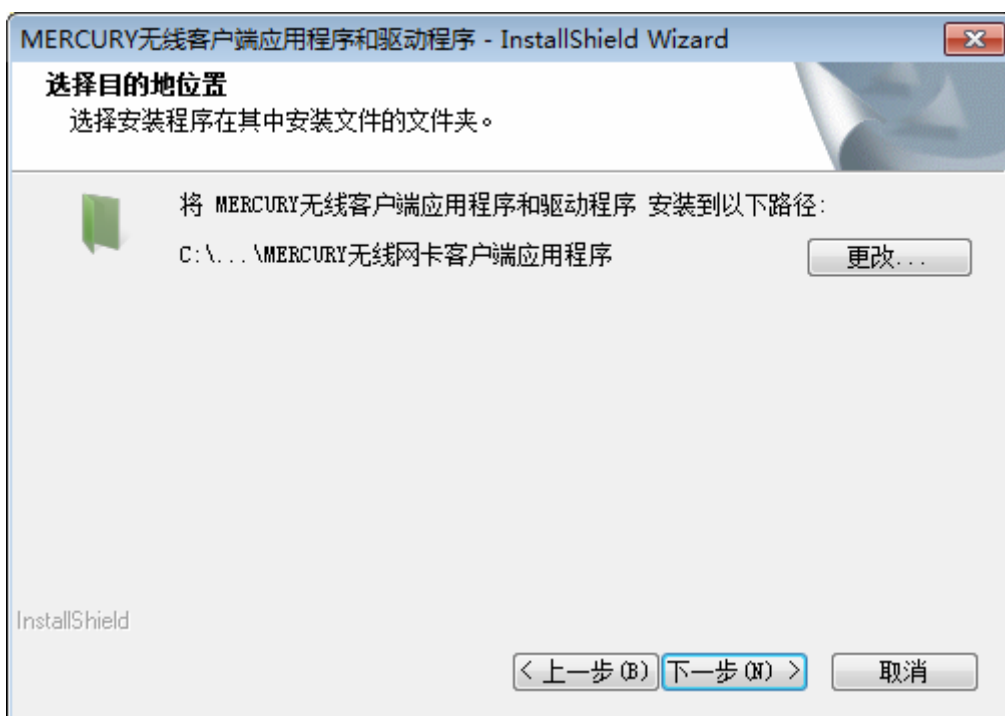 MERCURY无线客户端应用程序和驱动程序 - InstallShield Wizard
选择目的地位置
选择安装程序在其中安装文件的文件夹。
将 MERCURY无线客户端应用程序和驱动程序 安装到以下路径:
C:\...\MERCURY无线网卡客户端应用程序
更改...
InstallShield
< 上一步(B) 下一步(N) > 取消